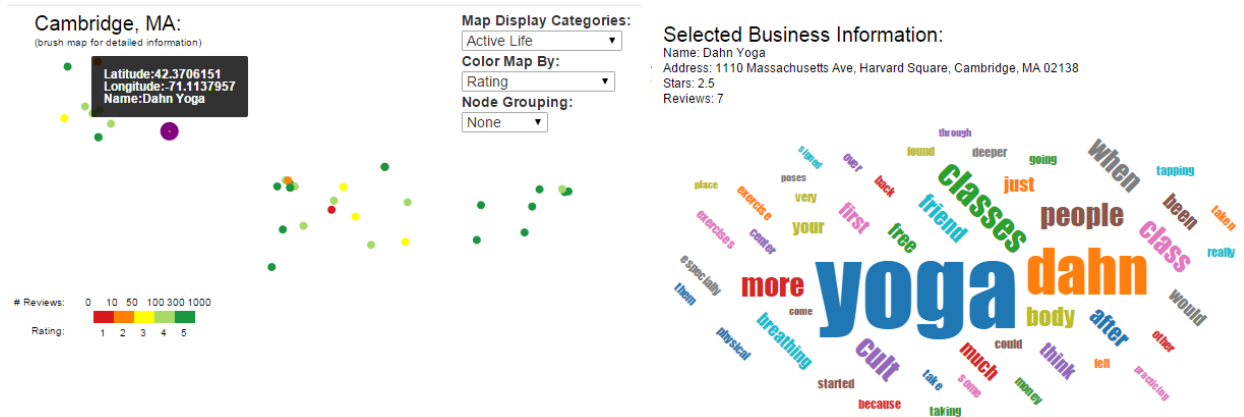 Cambridge, MA:
(brush map for detailed information)
Latitude:42.3706151
Longitude:-71.1137957
Name:Dahn Yoga
Map Display Categories:
Active Life
Color Map By:
Rating
Node Grouping:
None
# Reviews: 0 10 50 100 300 1000
Rating: 1 2 3 4 5
Selected Business Information:
Name: Dahn Yoga
Address: 1110 Massachusetts Ave, Harvard Square, Cambridge, MA 02138
Stars: 2.5
Reviews: 7
through
signed
over
found
deeper
going
when
tapping
place
poses
back
classes
just
exercise
very
first
friend
people
been
taken
exercises
center
your
free
class
really
especially
them
more
yoga
dahn
would
come
body
after
physical
breathing
cult
much
could
think
other
started
take
some
money
felt
practicing
because
taking